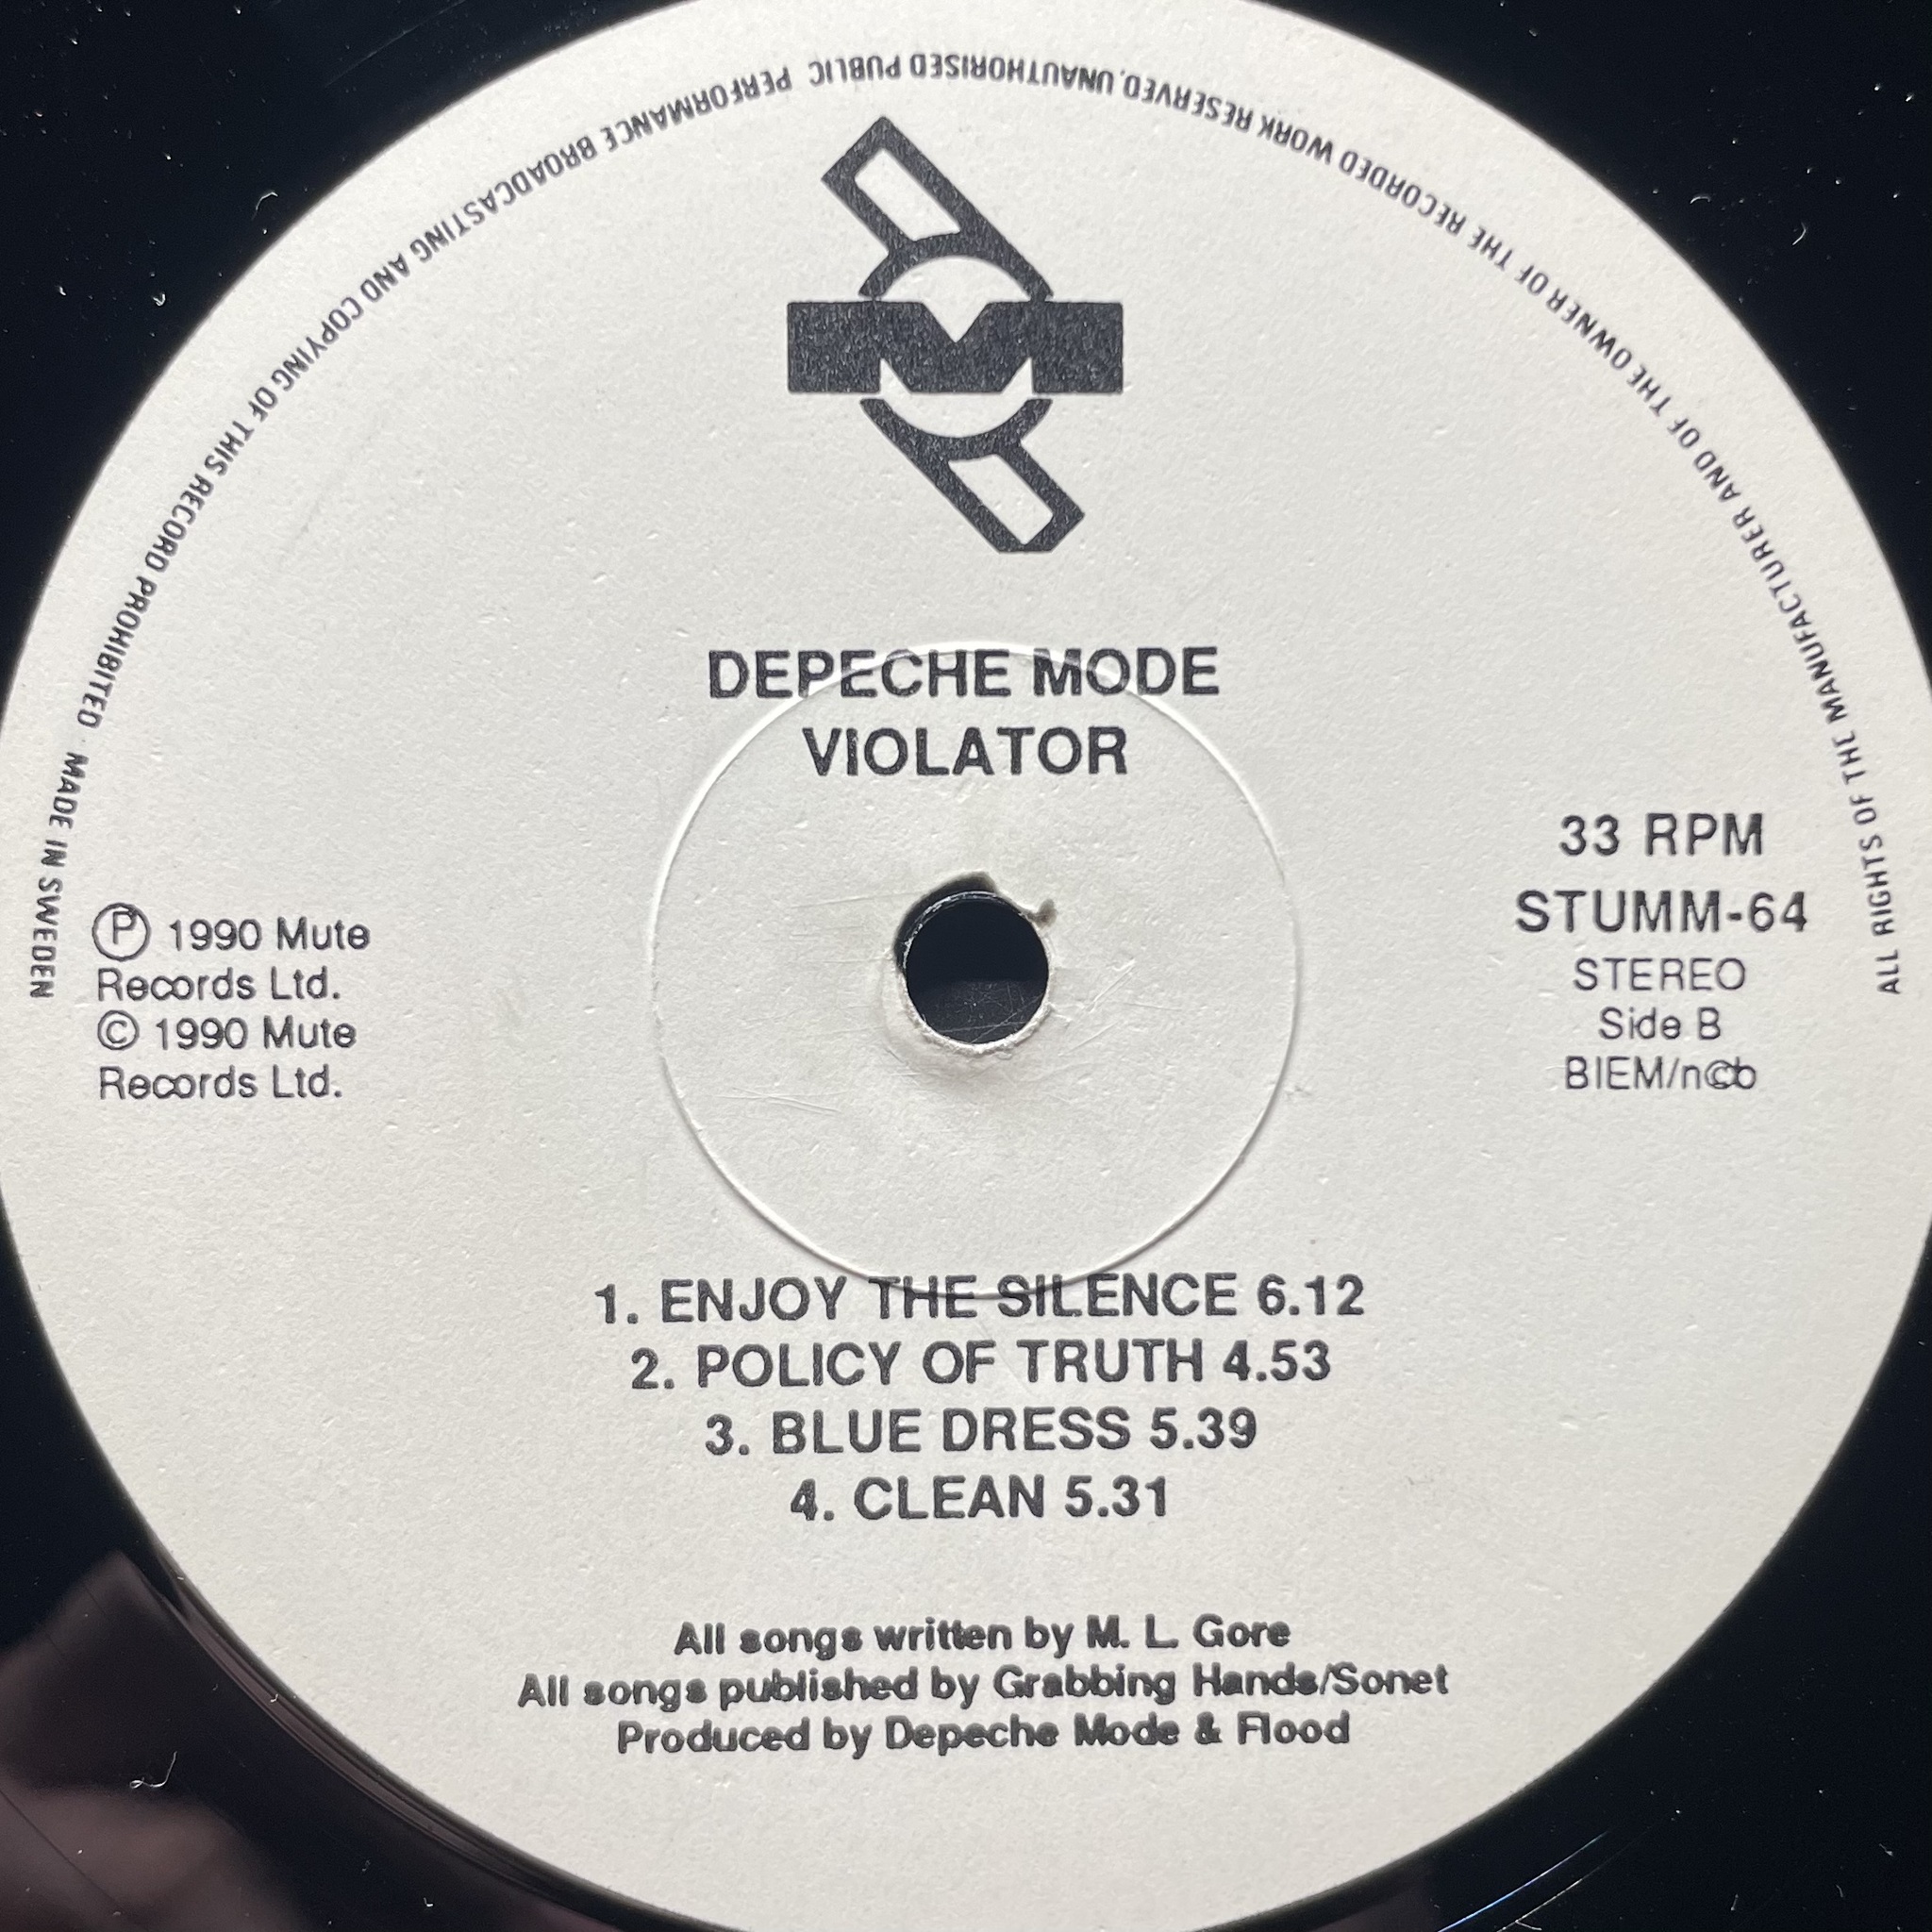 ALL RIGHTS OF THE MANUFACTURER AND OF THE OWNER OF THE RECORDED WORK RESERVED. UNAUTHORISED PUBLIC PERFORMANCE BROADCASTING AND COPYING OF THIS RECORD PROHIBITED · MADE IN SWEDEN
DEPECHE MODE
VIOLATOR
Ⓟ 1990 Mute
Records Ltd.
© 1990 Mute
Records Ltd.
33 RPM
STUMM-64
STEREO
Side B
BIEM/n©b
1. ENJOY THE SILENCE 6.12
2. POLICY OF TRUTH 4.53
3. BLUE DRESS 5.39
4. CLEAN 5.31
All songs written by M. L. Gore
All songs published by Grabbing Hands/Sonet
Produced by Depeche Mode & Flood